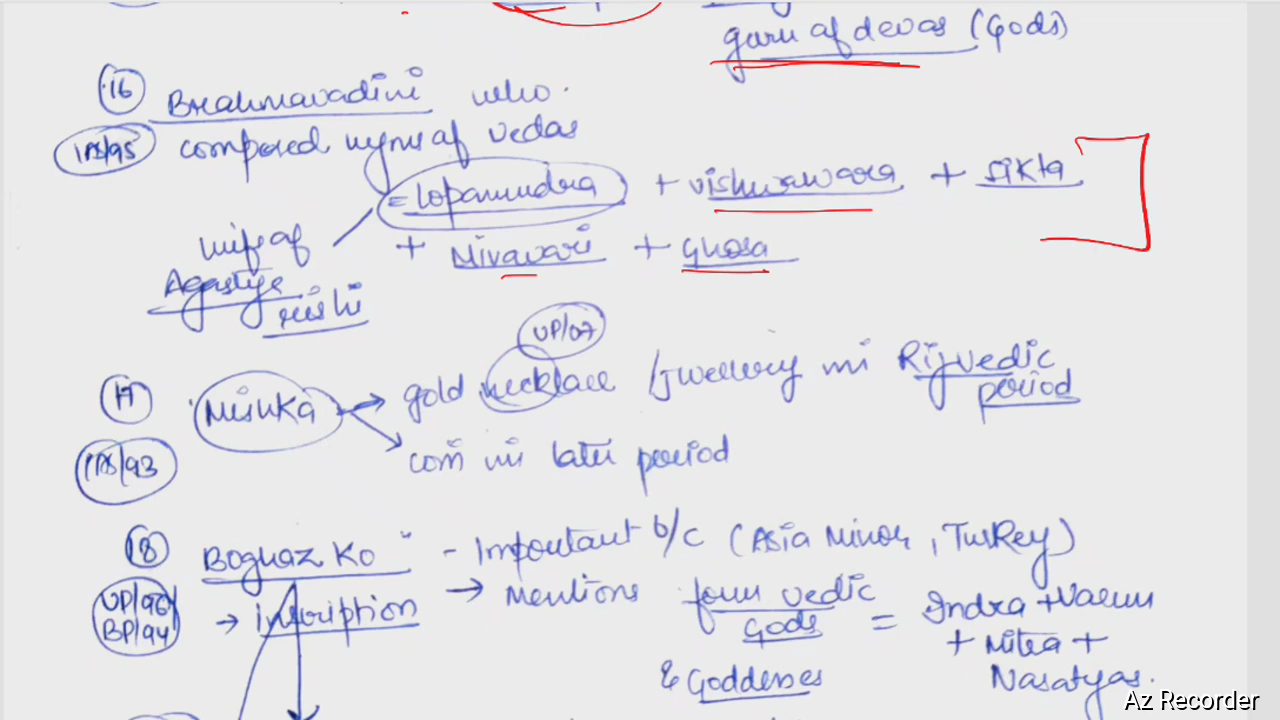 guru of devas (Gods)
16 Brahmavadini who
IAS/95 composed hymns of vedas
= Lopamudra + Vishwawara + Sikta
wife of + Nivavari + Ghosa
Agastye
rishi
UP/07
17 Nishka → gold necklace / jwellery in Rigvedic
period
IAS/93 → coin in later period
18 Boghaz Ko - Important b/c (Asia Minor, Turkey)
UP/96 → Mentions four vedic
BP/94 → inscription Gods = Indra + Varun
+ Mitra +
& Goddesses Nasatyas.
Az Recorder